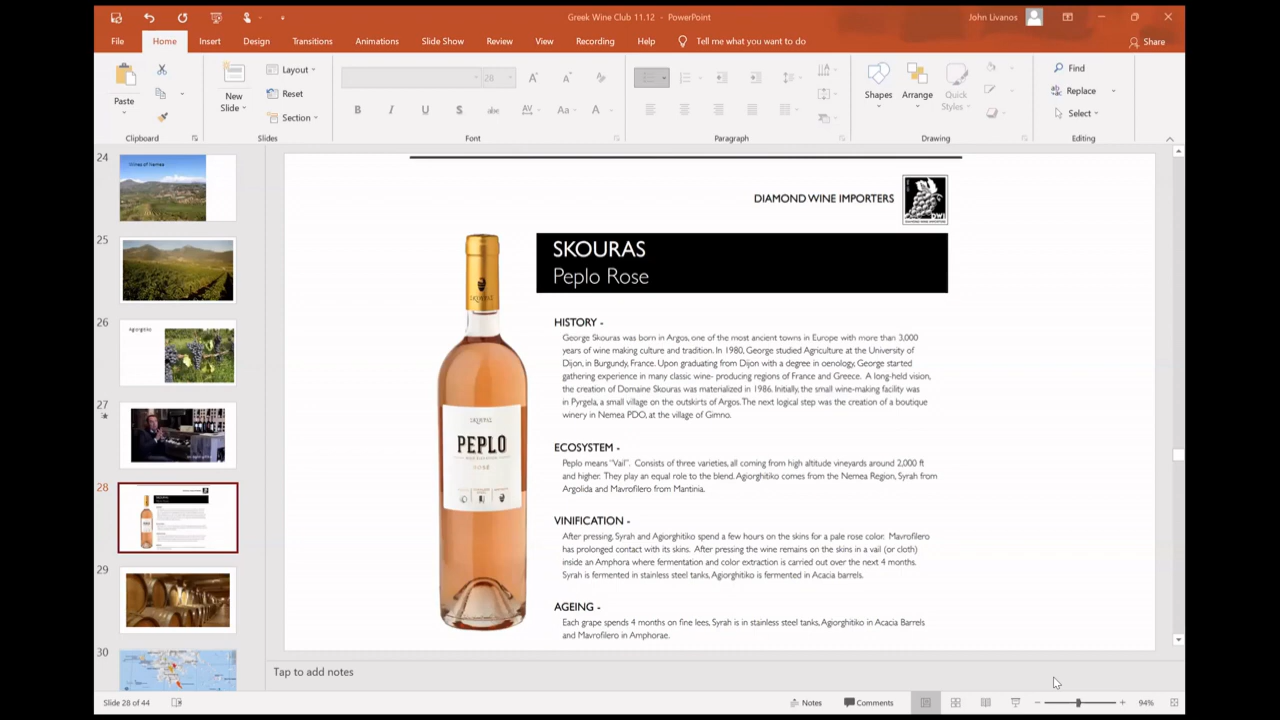 Greek Wine Club 11.12 - PowerPoint
John Livanos
File Home Insert Design Transitions Animations Slide Show Review View Recording Help Tell me what you want to do
Share
Paste
New
Slide
Layout
Reset
Section
28
Shapes
Arrange
Quick
Styles
Find
Replace
Select
Clipboard
Slides
Font
Paragraph
Drawing
Editing
24
Wines of Nemea
25
26
Agiorgitiko
27
28
29
30
DIAMOND WINE IMPORTERS
SKOURAS
Peplo Rose
PEPLO
HISTORY -
George Skouras was born in Argos, one of the most ancient towns in Europe with more than 3,000
years of wine making culture and tradition. In 1980, George studied Agriculture at the University of
Dijon, in Burgundy, France. Upon graduating from Dijon with a degree in oenology, George started
gathering experience in many classic wine- producing regions of France and Greece. A long-held vision,
the creation of Domaine Skouras was materialized in 1986. Initially, the small wine-making facility was
in Pyrgela, a small village on the outskirts of Argos. The next logical step was the creation of a boutique
winery in Nemea PDO, at the village of Gimno.
ECOSYSTEM -
Peplo means "Vail". Consists of three varieties, all coming from high altitude vineyards around 2,000 ft
and higher. They play an equal role to the blend. Agiorghitiko comes from the Nemea Region, Syrah from
Argolida and Mavrofilero from Mantinia.
VINIFICATION -
After pressing, Syrah and Agiorghitiko spend a few hours on the skins for a pale rose color. Mavrofilero
has prolonged contact with its skins. After pressing the wine remains on the skins in a vail (or cloth)
inside an Amphora where fermentation and color extraction is carried out over the next 4 months.
Syrah is fermented in stainless steel tanks, Agiorghitiko is fermented in Acacia barrels.
AGEING -
Each grape spends 4 months on fine lees, Syrah is in stainless steel tanks, Agiorghitiko in Acacia Barrels
and Mavrofilero in Amphorae.
Tap to add notes
Slide 28 of 44
Notes
Comments
94%